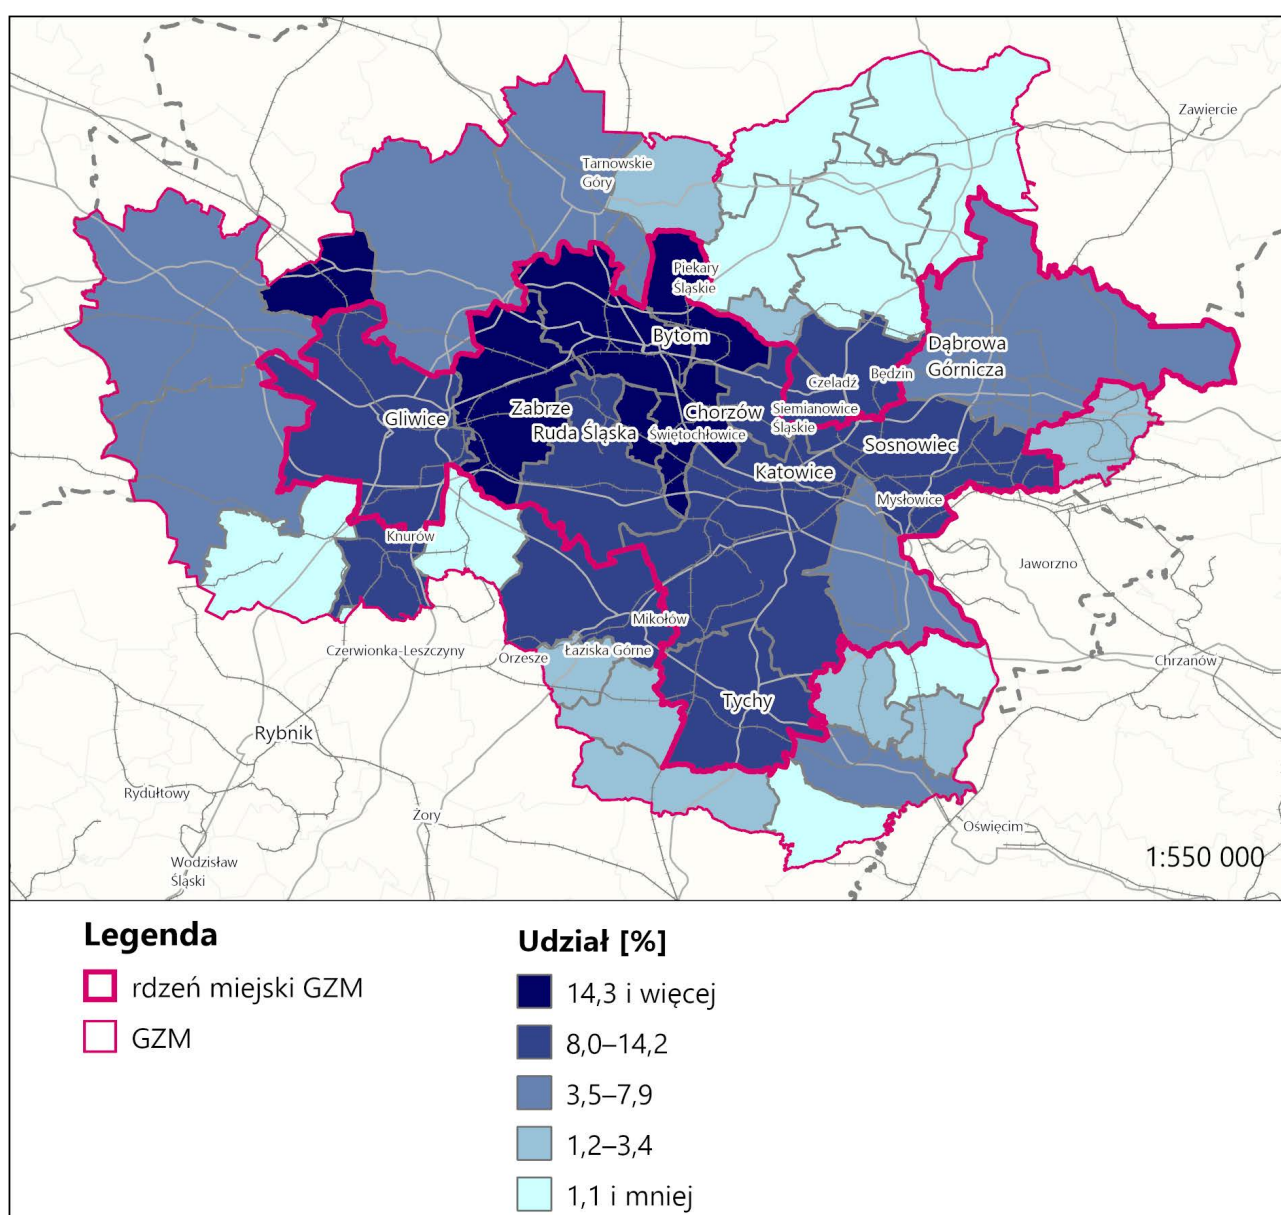 Zawiercie
Tarnowskie
Góry
Piekary
Śląskie
Bytom
Dąbrowa
Górnicza
Czeladź
Będzin
Gliwice
Zabrze
Ruda Śląska
Chorzów
Świętochłowice
Siemianowice
Śląskie
Sosnowiec
Katowice
Mysłowice
Knurów
Jaworzno
Mikołów
Czerwionka-Leszczyny
Orzesze
Łaziska Górne
Chrzanów
Tychy
Rybnik
Rydułtowy
Żory
Oświęcim
Wodzisław
Śląski
1:550 000
Legenda
rdzeń miejski GZM
GZM
Udział [%]
14,3 i więcej
8,0–14,2
3,5–7,9
1,2–3,4
1,1 i mniej